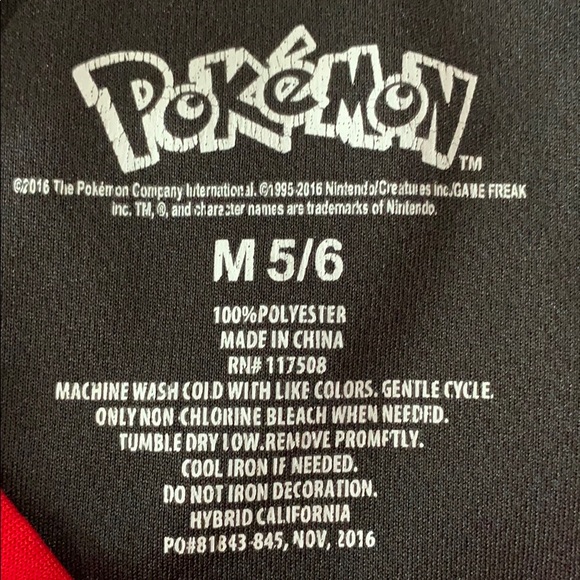 POKéMON
TM
©2016 The Pokémon Company International. ©1995-2016 Nintendo/Creatures Inc./GAME FREAK
inc. TM, ®, and character names are trademarks of Nintendo.
M 5/6
100%POLYESTER
MADE IN CHINA
RN# 117508
MACHINE WASH COLD WITH LIKE COLORS. GENTLE CYCLE.
ONLY NON CHLORINE BLEACH WHEN NEEDED.
TUMBLE DRY LOW.REMOVE PROMPTLY.
COOL IRON IF NEEDED.
DO NOT IRON DECORATION.
HYBRID CALIFORNIA
PO#81843-845, NOV, 2016